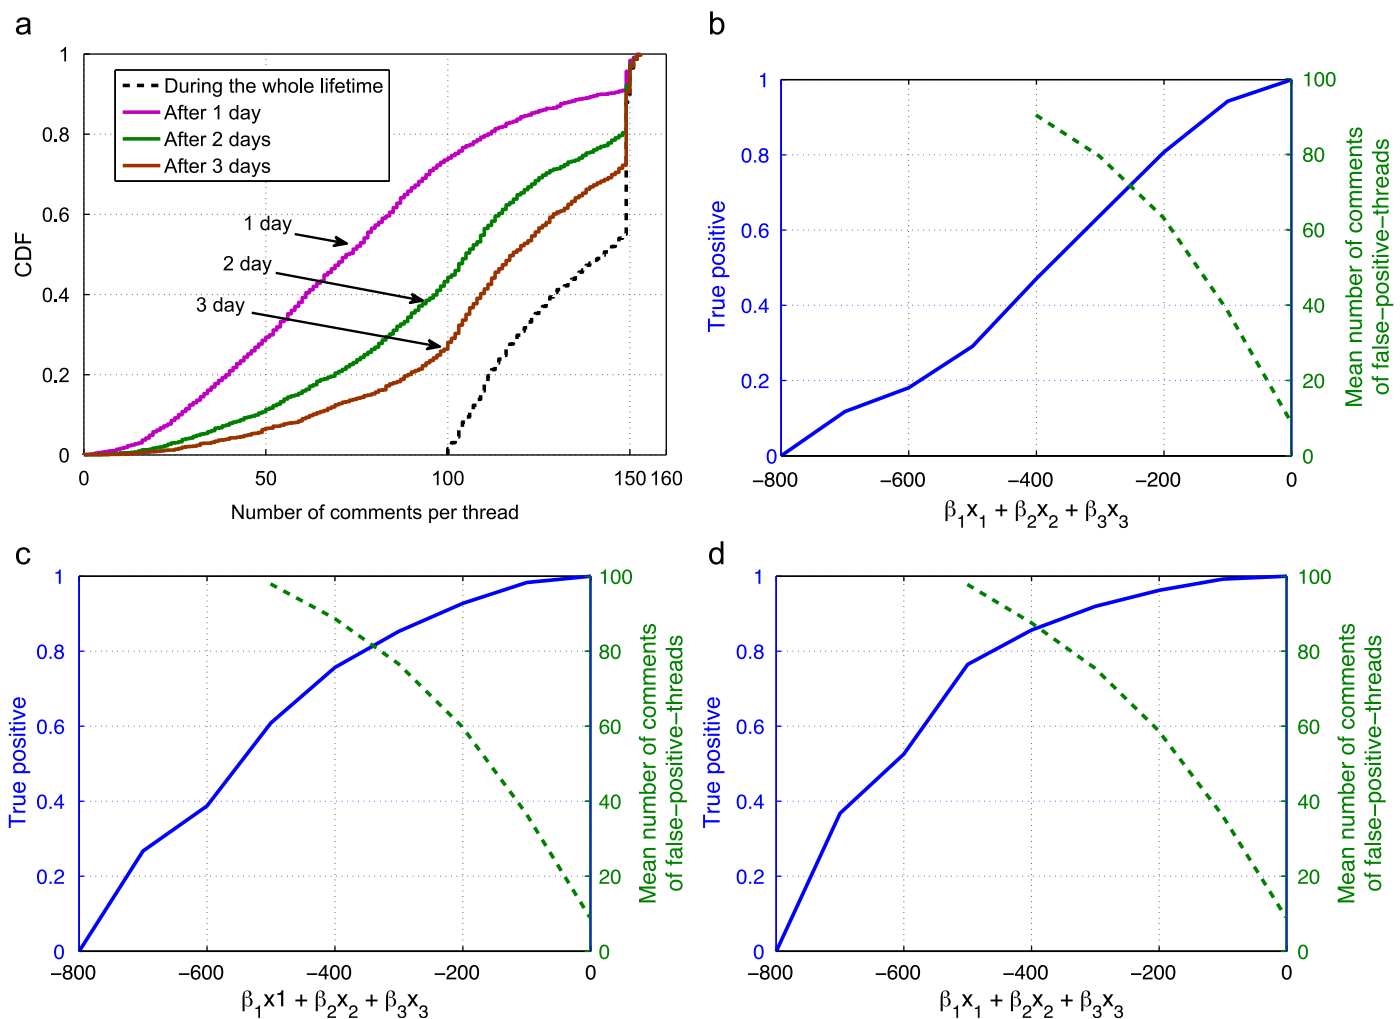 a
1
0.8
0.6
0.4
0.2
0
CDF
During the whole lifetime
After 1 day
After 2 days
After 3 days
1 day
2 day
3 day
0
50
100
150
160
Number of comments per thread
b
1
0.8
0.6
0.4
0.2
0
True positive
100
80
60
40
20
0
Mean number of comments
of false−positive−threads
−800
−600
−400
−200
0
β₁x₁ + β₂x₂ + β₃x₃
c
1
0.8
0.6
0.4
0.2
0
True positive
100
80
60
40
20
0
Mean number of comments
of false−positive−threads
−800
−600
−400
−200
0
β₁x1 + β₂x₂ + β₃x₃
d
1
0.8
0.6
0.4
0.2
0
True positive
100
80
60
40
20
0
Mean number of comments
of false−positive−threads
−800
−600
−400
−200
0
β₁x₁ + β₂x₂ + β₃x₃